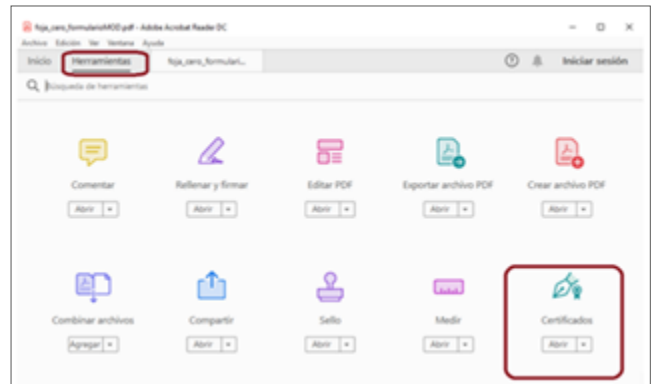 foja_cero_formularioMOD.pdf - Adobe Acrobat Reader DC
Archivo Edición Ver Ventana Ayuda
Inicio Herramientas foja_cero_formulari... Iniciar sesión
Búsqueda de herramientas
Comentar Rellenar y firmar Editar PDF Exportar archivo PDF Crear archivo PDF
Abrir Abrir Abrir Abrir Abrir
Combinar archivos Compartir Sello Medir Certificados
Agregar Abrir Abrir Abrir Abrir